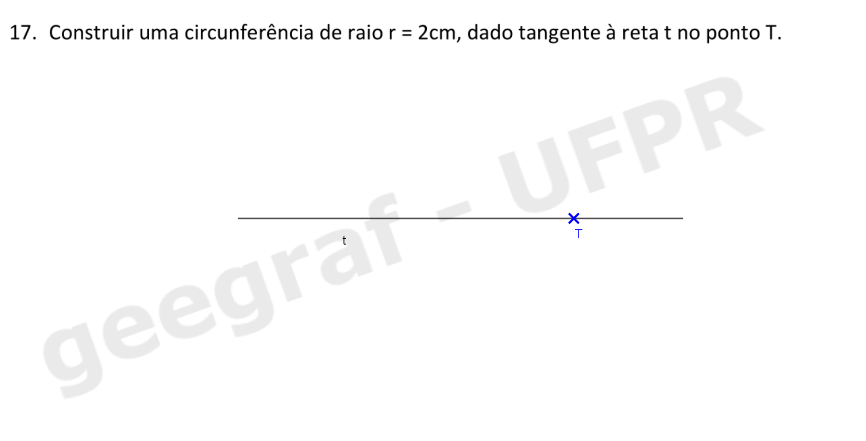 17. Construir uma circunferência de raio r = 2cm, dado tangente à reta t no ponto T.
geegraf - UFPR
t
T